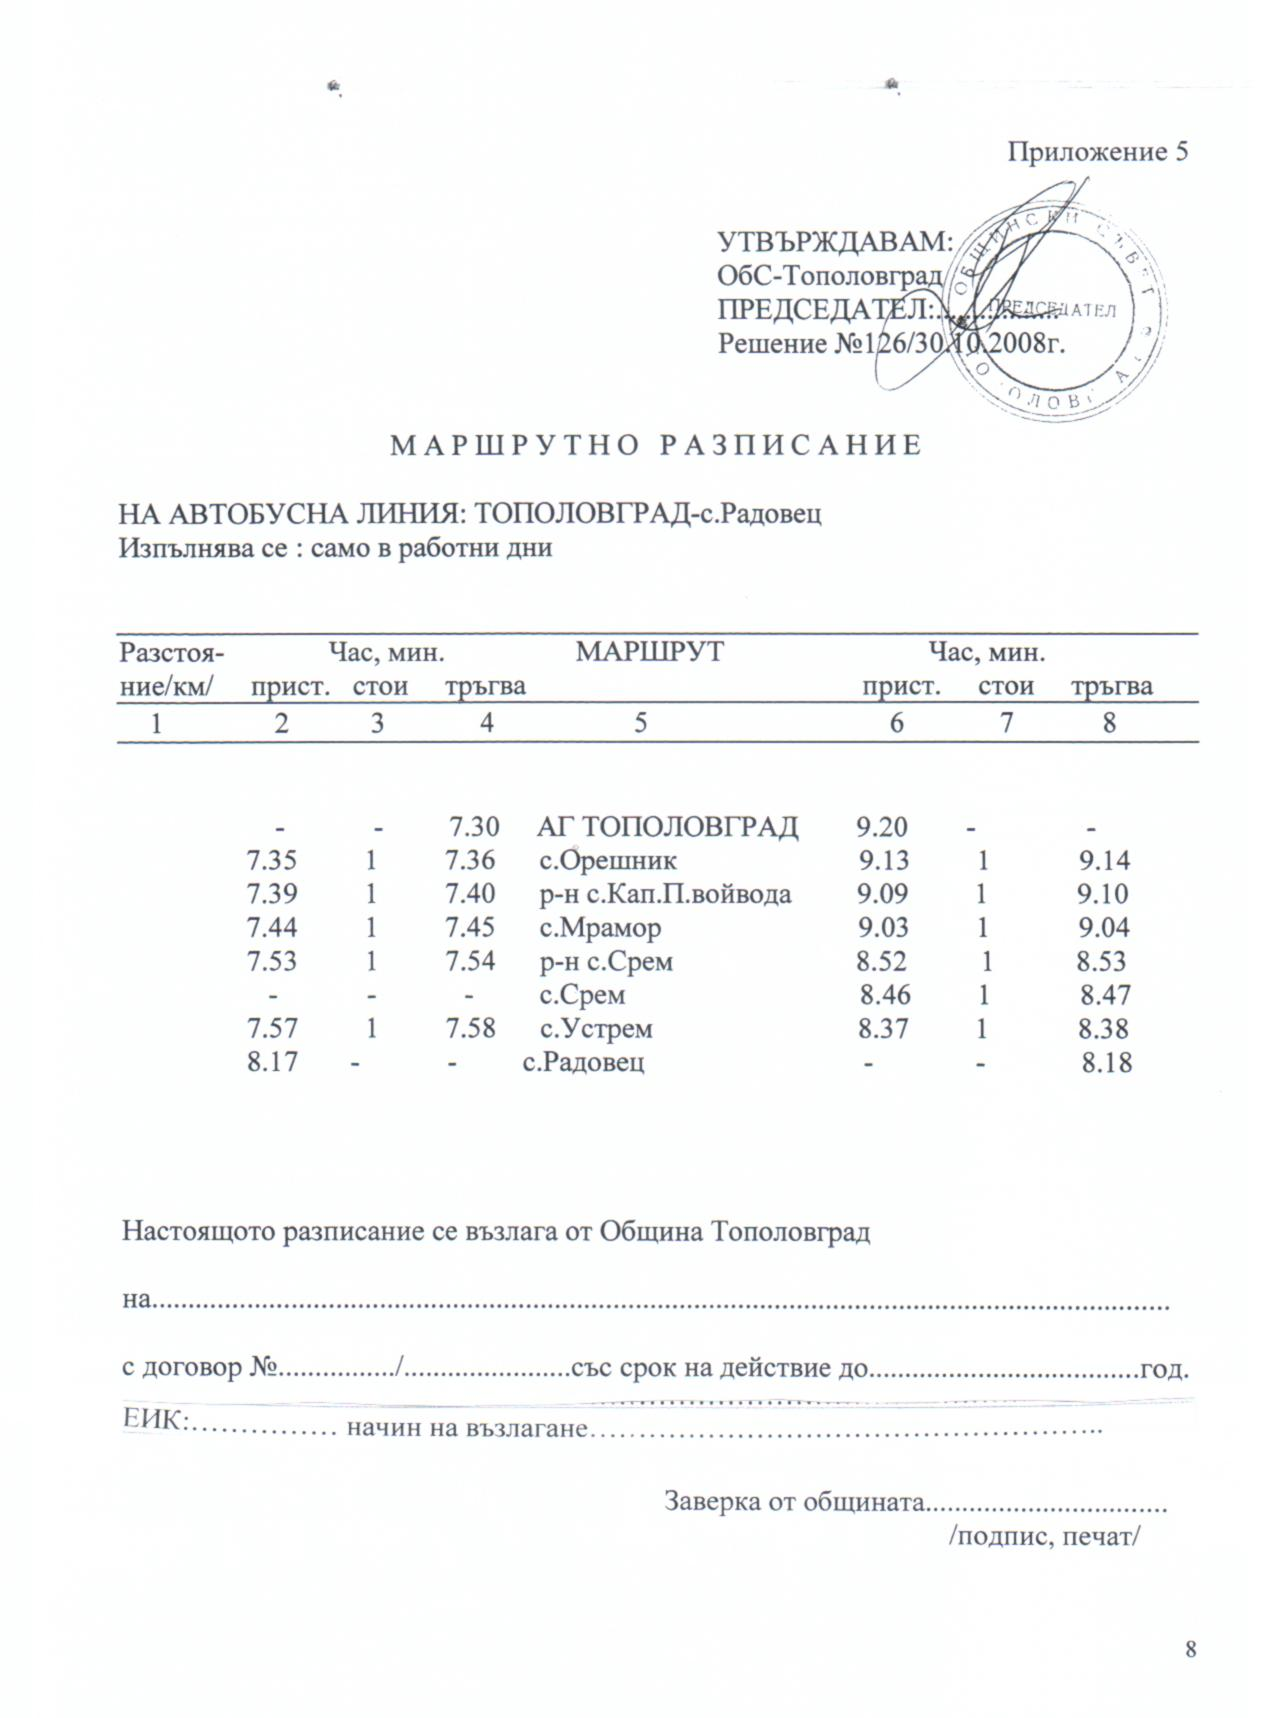 Приложение 5
УТВЪРЖДАВАМ:
ОбС-Тополовград
ПРЕДСЕДАТЕЛ:.................
Решение №126/30.10.2008г.
ОБЩИНСКИ СЪВЕТ
ПРЕДСЕДАТЕЛ
МАРШРУТНО РАЗПИСАНИЕ
НА АВТОБУСНА ЛИНИЯ: ТОПОЛОВГРАД-с.Радовец
Изпълнява се : само в работни дни
Разстоя- Час, мин. МАРШРУТ Час, мин.
ние/км/ прист. стои тръгва прист. стои тръгва
1 2 3 4 5 6 7 8
- - 7.30 АГ ТОПОЛОВГРАД 9.20 - -
7.35 1 7.36 с.Орешник 9.13 1 9.14
7.39 1 7.40 р-н с.Кап.П.войвода 9.09 1 9.10
7.44 1 7.45 с.Мрамор 9.03 1 9.04
7.53 1 7.54 р-н с.Срем 8.52 1 8.53
- - - с.Срем 8.46 1 8.47
7.57 1 7.58 с.Устрем 8.37 1 8.38
8.17 - - с.Радовец - - 8.18
Настоящото разписание се възлага от Община Тополовград
на..........................................................................................................................................
с договор №................/.......................със срок на действие до.....................................год.
ЕИК:…………… начин на възлагане……………………………………………..
Заверка от общината.................................
/подпис, печат/
8